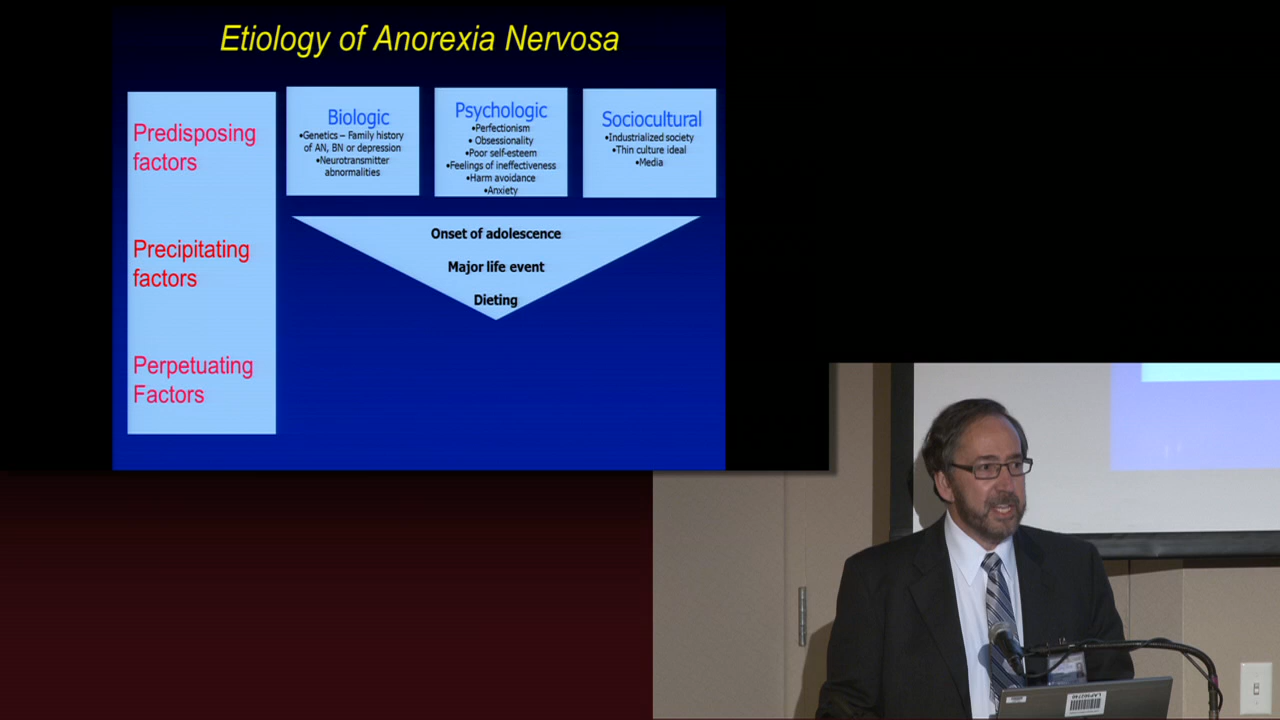 Etiology of Anorexia Nervosa
Predisposing
factors
Biologic
•Genetics – Family history
of AN, BN or depression
•Neurotransmitter
abnormalities
Psychologic
•Perfectionism
• Obsessionality
•Poor self-esteem
•Feelings of ineffectiveness
•Harm avoidance
•Anxiety
Sociocultural
•Industrialized society
•Thin culture ideal
•Media
Precipitating
factors
Onset of adolescence
Major life event
Dieting
Perpetuating
Factors